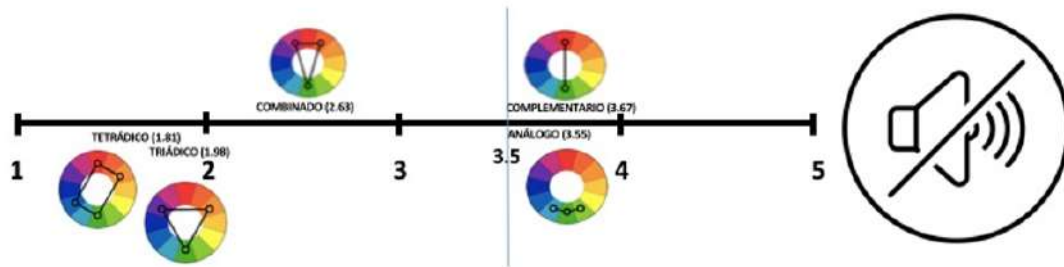 COMBINADO (2.63)
COMPLEMENTARIO (3.67)
TETRÁDICO (1.81)
ANÁLOGO (3.55)
TRIÁDICO (1.98)
3.5
1 2 3 4 5